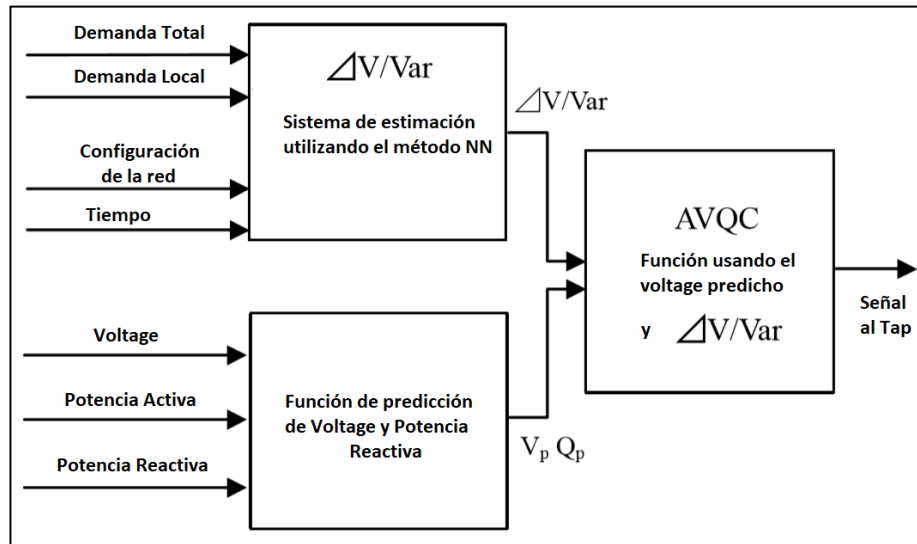 Demanda Total
Demanda Local
Configuración
de la red
Tiempo
⊿V/Var
Sistema de estimación
utilizando el método NN
⊿V/Var
Voltage
Potencia Activa
Potencia Reactiva
Función de predicción
de Voltage y Potencia
Reactiva
Vp Qp
AVQC
Función usando el
voltage predicho
y ⊿V/Var
Señal
al Tap